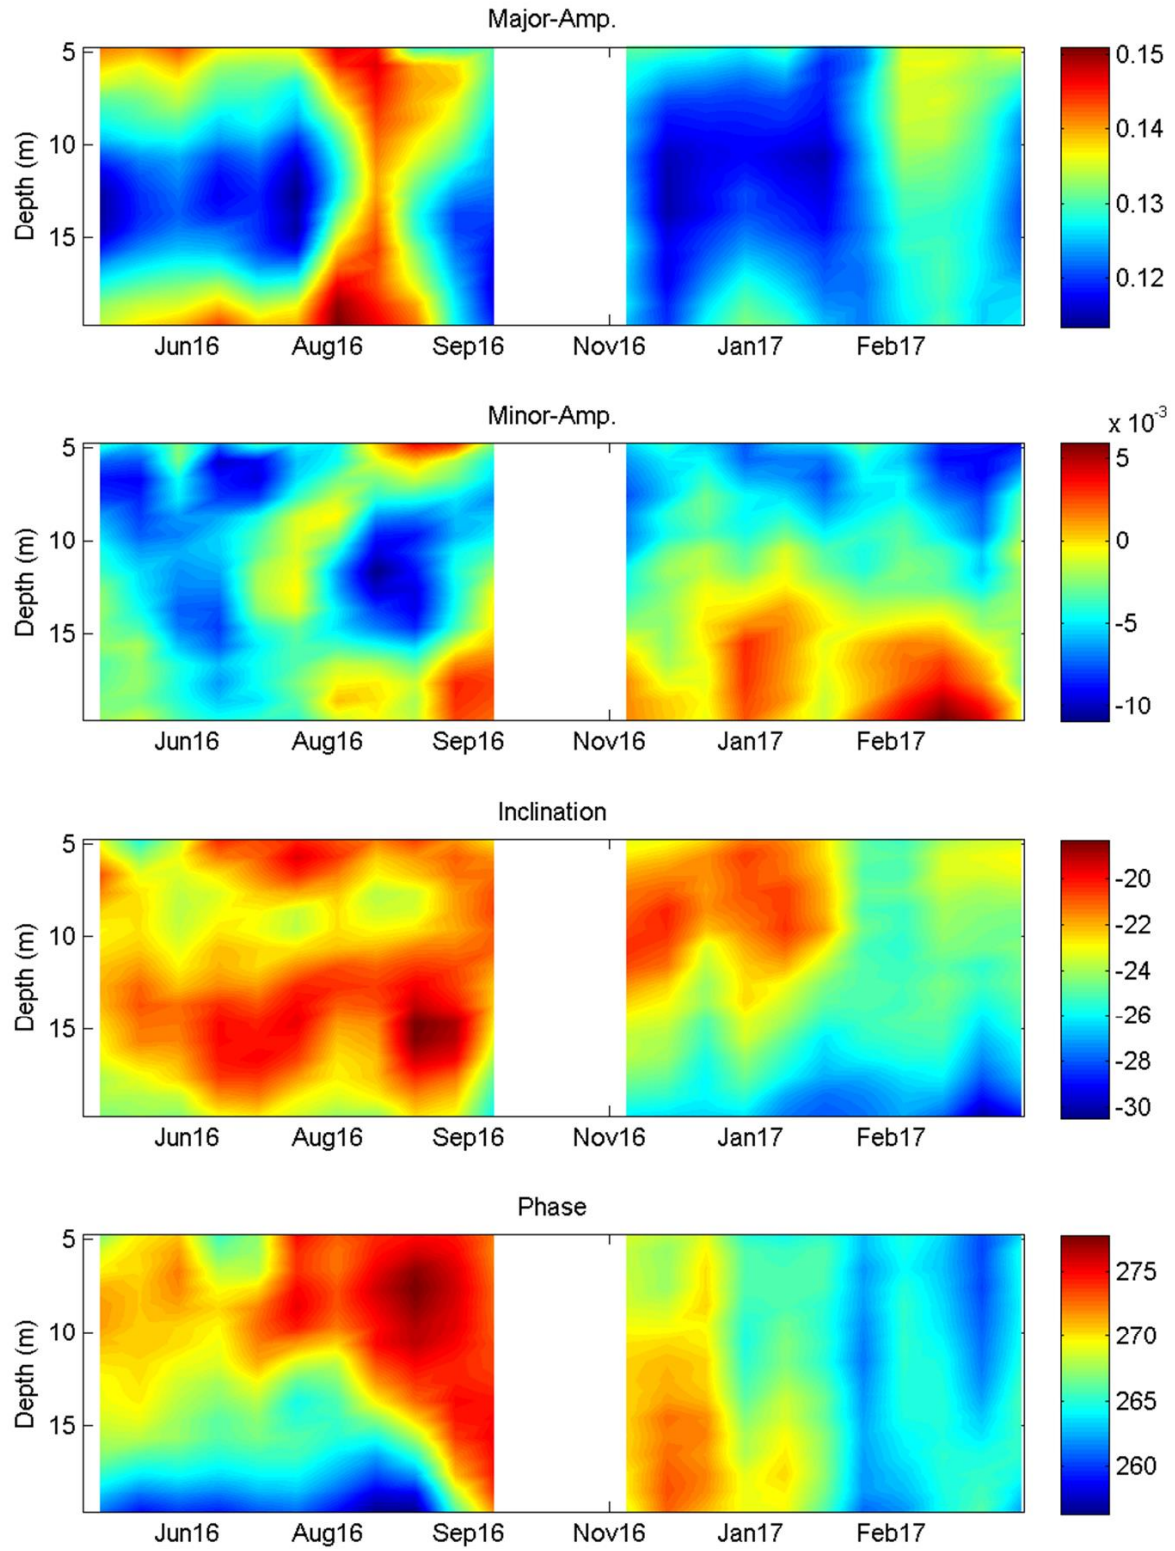 Major-Amp.
5
10
15
Depth (m)
Jun16 Aug16 Sep16 Nov16 Jan17 Feb17
0.15
0.14
0.13
0.12
Minor-Amp.
x 10-3
5
10
15
Depth (m)
Jun16 Aug16 Sep16 Nov16 Jan17 Feb17
5
0
-5
-10
Inclination
5
10
15
Depth (m)
Jun16 Aug16 Sep16 Nov16 Jan17 Feb17
-20
-22
-24
-26
-28
-30
Phase
5
10
15
Depth (m)
Jun16 Aug16 Sep16 Nov16 Jan17 Feb17
275
270
265
260